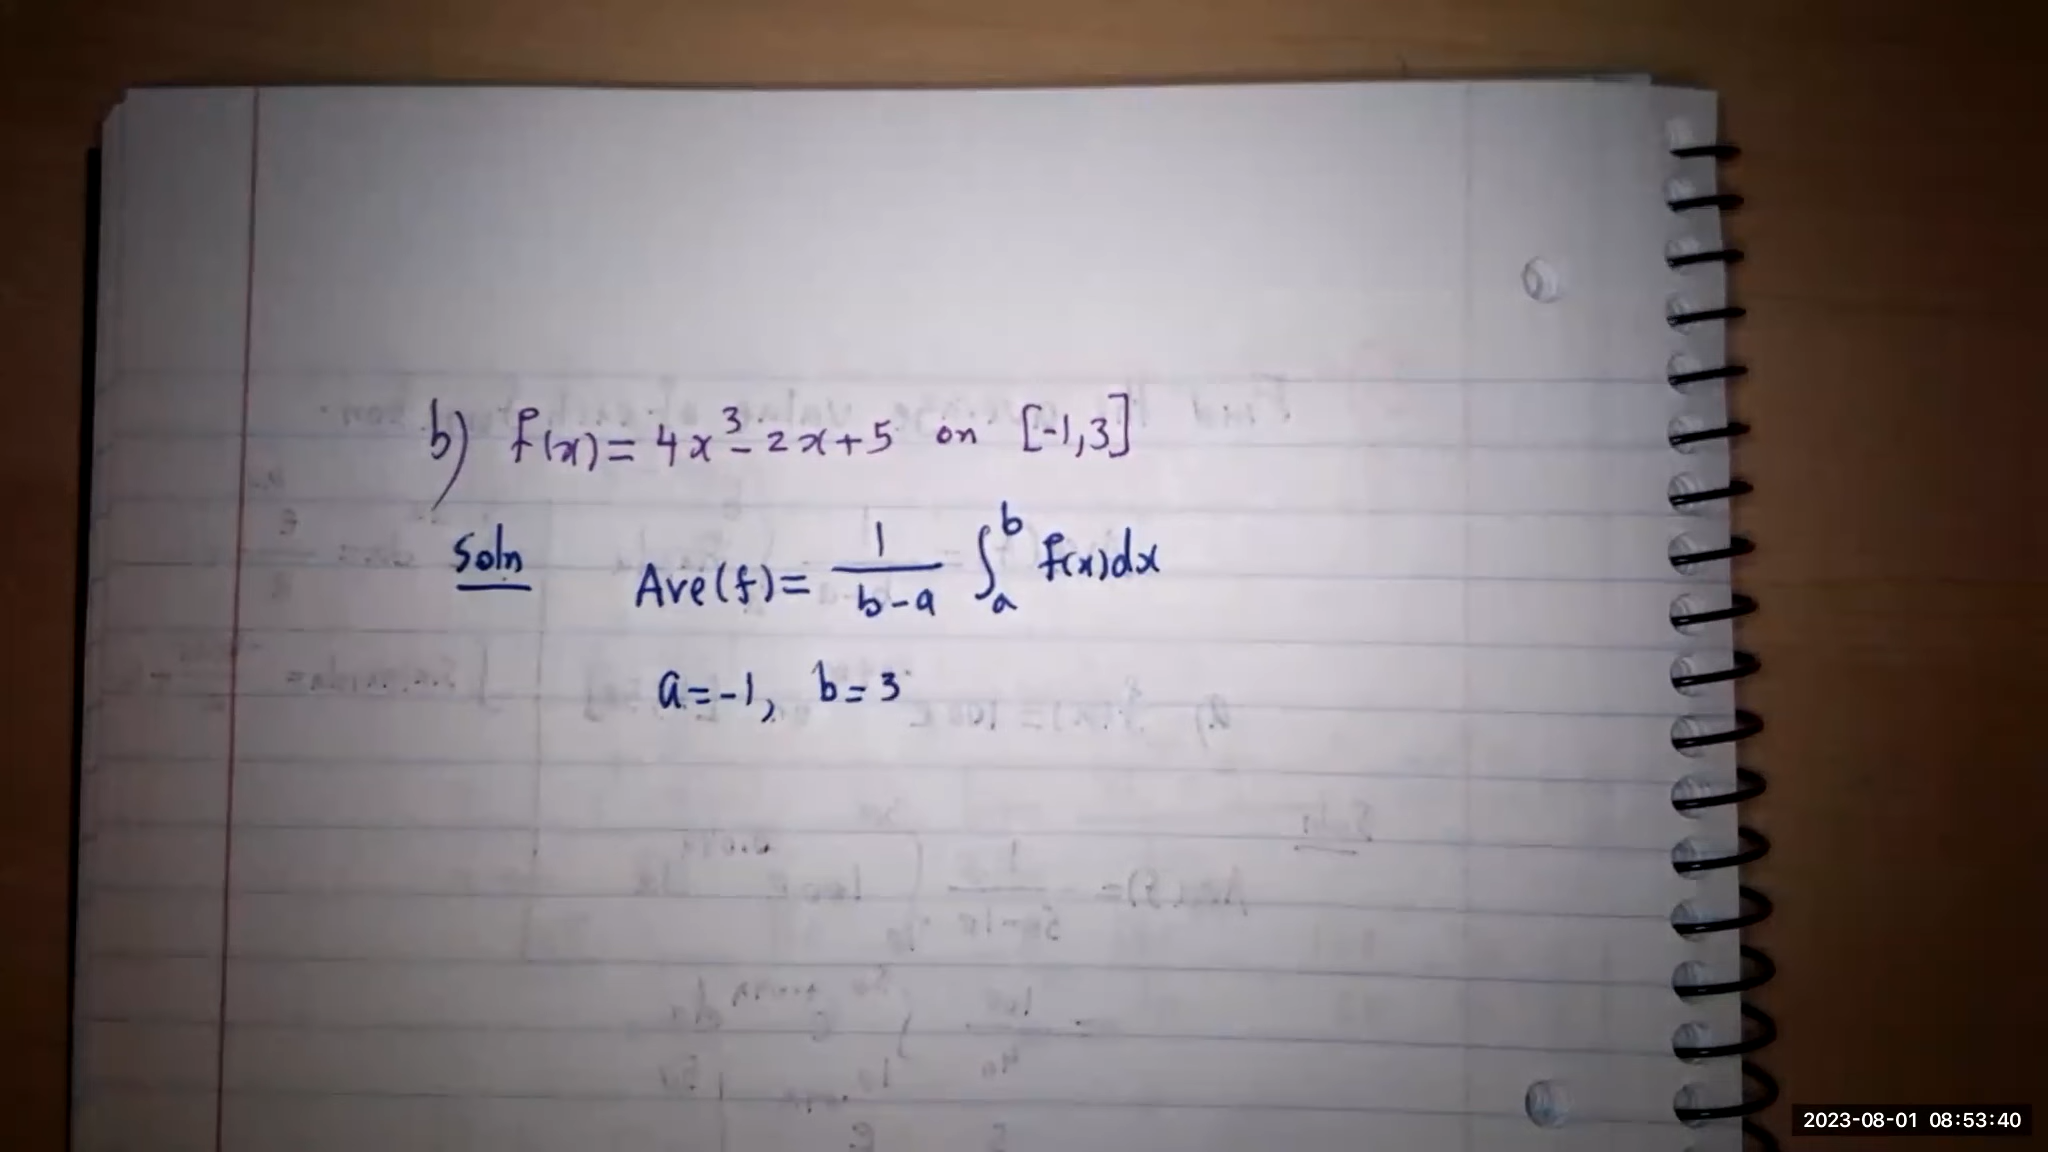 b) f(x) = 4x³ - 2x + 5 on [-1,3]
Soln Ave(f) = 1/(b-a) ∫_a^b f(x)dx
a = -1, b = 3
2023-08-01 08:53:40